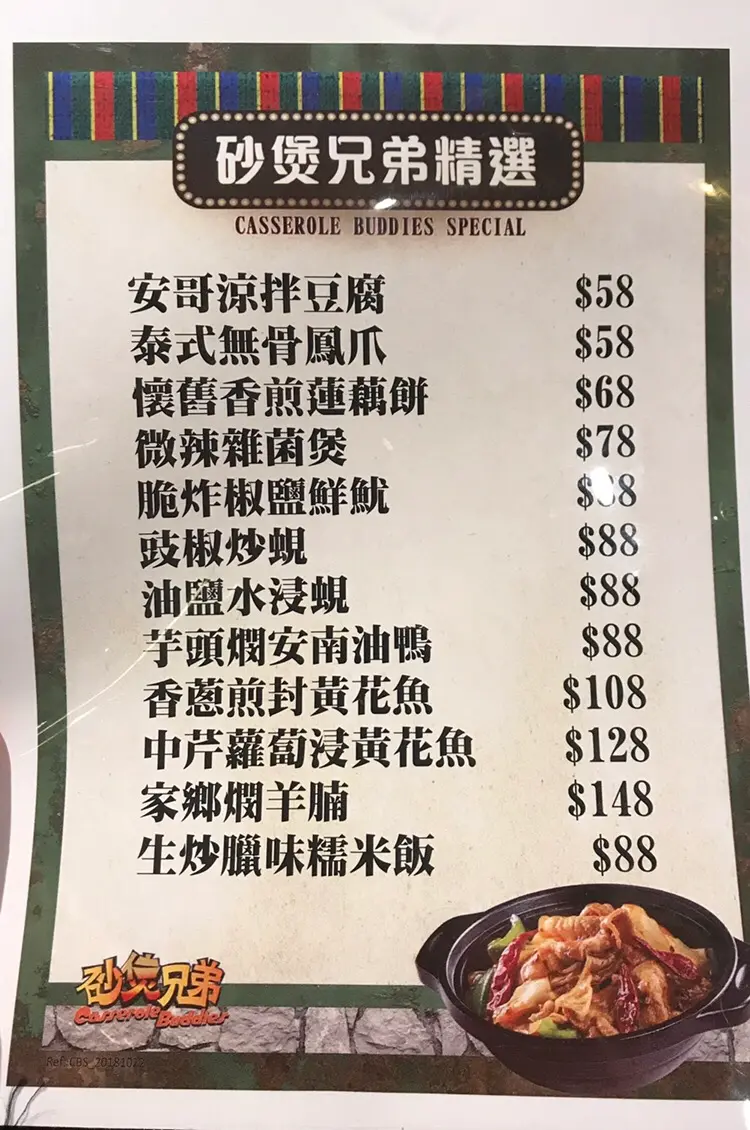 砂煲兄弟精選
CASSEROLE BUDDIES SPECIAL
安哥涼拌豆腐 $58
泰式無骨鳳爪 $58
懷舊香煎蓮藕餅 $68
微辣雜菌煲 $78
脆炸椒鹽鮮魷
豉椒炒蜆 $88
油鹽水浸蜆 $88
芋頭燜安南油鴨 $88
香蔥煎封黃花魚 $108
中芹蘿蔔浸黃花魚 $128
家鄉燜羊腩 $148
生炒臘味糯米飯 $88
砂煲兄弟
Casserole Buddies